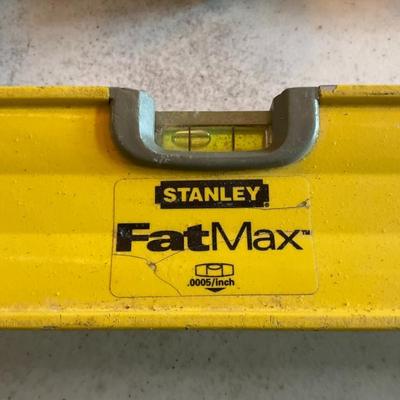 STANLEY®
FatMax™
.0005/inch